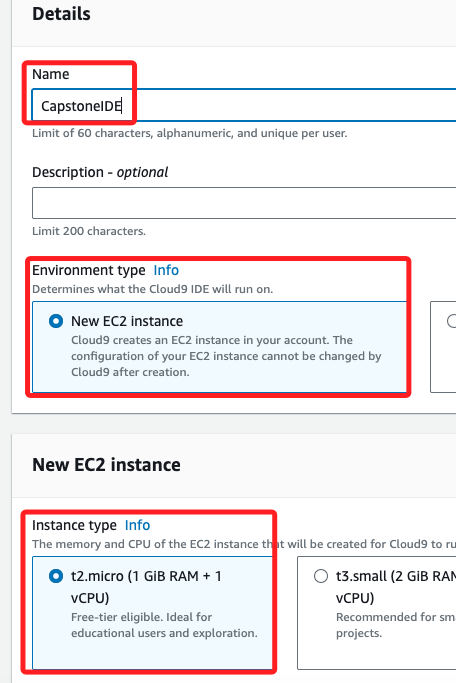 Details
Name
CapstoneIDE
Limit of 60 characters, alphanumeric, and unique per user.
Description - optional
Limit 200 characters.
Environment type Info
Determines what the Cloud9 IDE will run on.
New EC2 instance
Cloud9 creates an EC2 instance in your account. The
configuration of your EC2 instance cannot be changed by
Cloud9 after creation.
New EC2 instance
Instance type Info
The memory and CPU of the EC2 instance that will be created for Cloud9 to ru
t2.micro (1 GiB RAM + 1
vCPU)
Free-tier eligible. Ideal for
educational users and exploration.
t3.small (2 GiB RAM
vCPU)
Recommended for sma
projects.